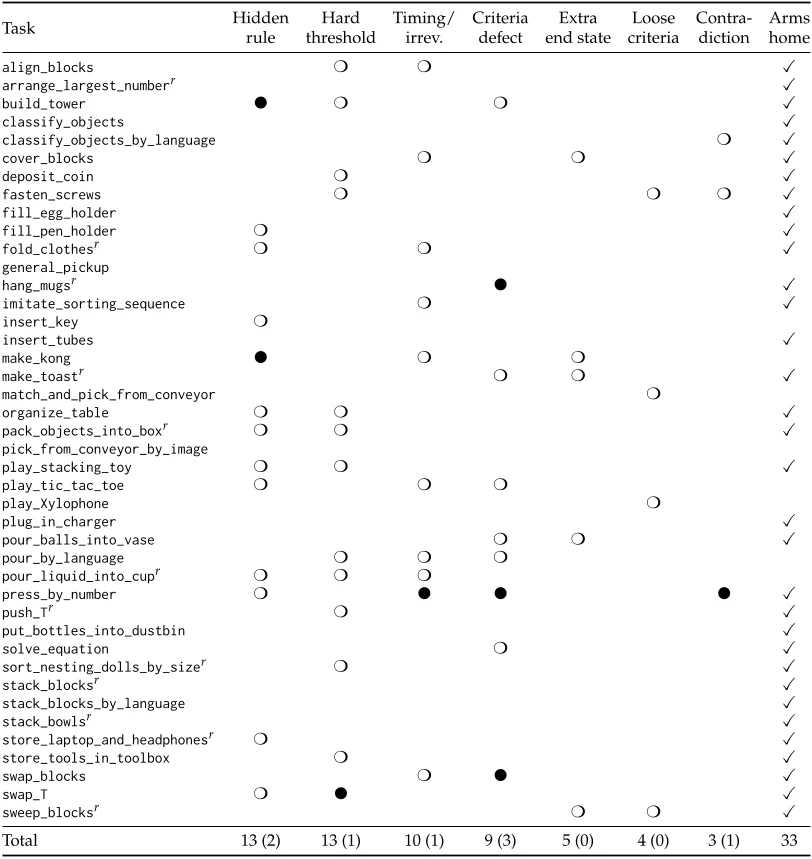 Task Hidden rule Hard threshold Timing/ irrev. Criteria defect Extra end state Loose criteria Contra- diction Arms home
align_blocks ❍ ❍ ✓
arrange_largest_number^r ✓
build_tower ● ❍ ❍ ✓
classify_objects ✓
classify_objects_by_language ❍ ✓
cover_blocks ❍ ❍ ✓
deposit_coin ❍ ✓
fasten_screws ❍ ❍ ❍ ✓
fill_egg_holder ✓
fill_pen_holder ❍ ✓
fold_clothes^r ❍ ❍ ✓
general_pickup
hang_mugs^r ● ✓
imitate_sorting_sequence ❍ ✓
insert_key ❍
insert_tubes ✓
make_kong ● ❍ ❍
make_toast^r ❍ ❍ ✓
match_and_pick_from_conveyor ❍
organize_table ❍ ❍ ✓
pack_objects_into_box^r ❍ ❍ ✓
pick_from_conveyor_by_image
play_stacking_toy ❍ ❍ ✓
play_tic_tac_toe ❍ ❍ ❍
play_Xylophone ❍
plug_in_charger ✓
pour_balls_into_vase ❍ ❍ ✓
pour_by_language ❍ ❍ ❍
pour_liquid_into_cup^r ❍ ❍ ❍
press_by_number ❍ ● ● ● ✓
push_T^r ❍ ✓
put_bottles_into_dustbin ✓
solve_equation ❍ ✓
sort_nesting_dolls_by_size^r ❍ ✓
stack_blocks^r ✓
stack_blocks_by_language ✓
stack_bowls^r ✓
store_laptop_and_headphones^r ❍ ✓
store_tools_in_toolbox ❍ ✓
swap_blocks ❍ ● ✓
swap_T ❍ ● ✓
sweep_blocks^r ❍ ❍ ✓
Total 13 (2) 13 (1) 10 (1) 9 (3) 5 (0) 4 (0) 3 (1) 33